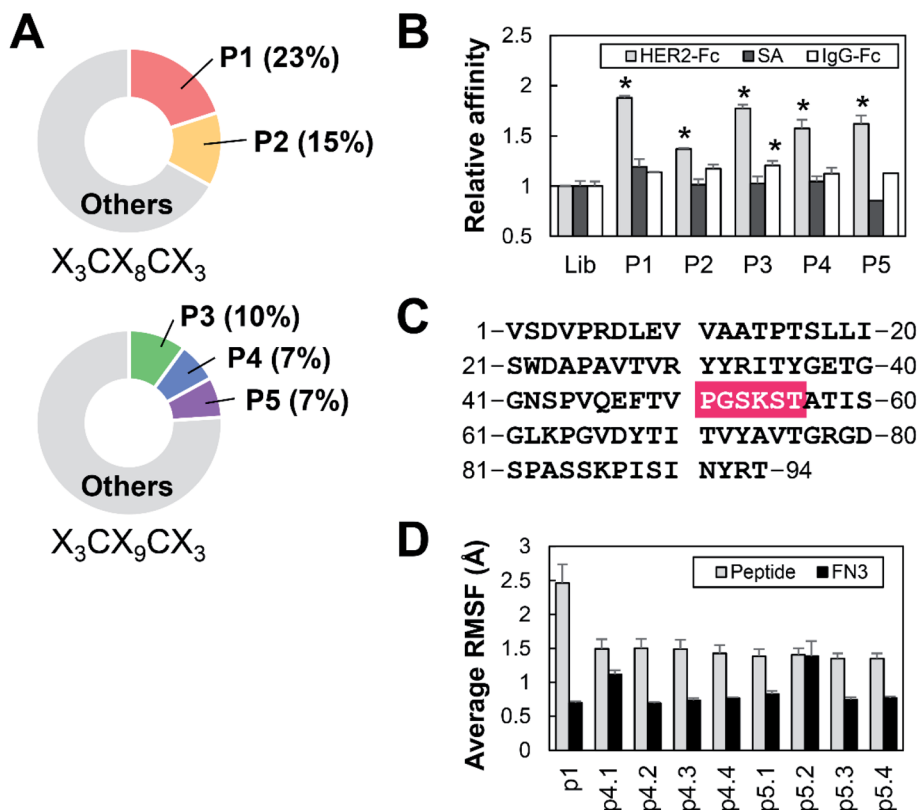 A
P1 (23%)
P2 (15%)
Others
X₃CX₈CX₃
P3 (10%)
P4 (7%)
P5 (7%)
Others
X₃CX₉CX₃
B
Relative affinity
2.5
2
1.5
1
0.5
HER2-Fc SA IgG-Fc
* * * * * *
Lib P1 P2 P3 P4 P5
C
1–VSDVPRDLEV VAATPTSLLI–20
21–SWDAPAVTVR YYRITYGETG–40
41–GNSPVQEFTV PGSKSTATIS–60
61–GLKPGVDYTI TVYAVTGRGD–80
81–SPASSKPISI NYRT–94
D
Average RMSF (Å)
3
2.5
2
1.5
1
0.5
0
Peptide FN3
p1 p4.1 p4.2 p4.3 p4.4 p5.1 p5.2 p5.3 p5.4